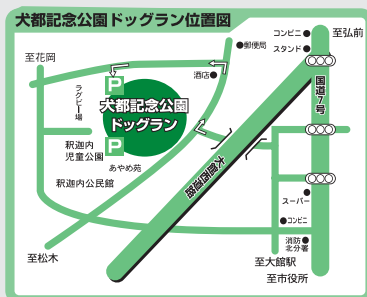 犬都記念公園ドッグラン位置図
至花岡
コンビニ
至弘前
郵便局
スタンド
酒店
P
ラグビー場
犬都記念公園
ドッグラン
国道7号
釈迦内
児童公園
P
あやめ苑
釈迦内公民館
大館西道路
スーパー
コンビニ
消防
北分署
至松木
至大館駅
至市役所